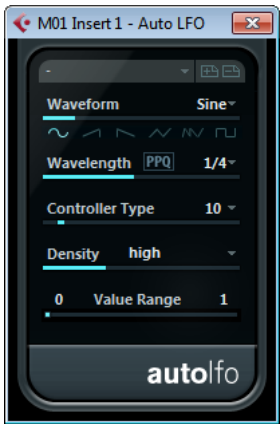 M01 Insert 1 - Auto LFO
-
Waveform Sine
Wavelength PPQ 1/4
Controller Type 10
Density high
0 Value Range 1
autolfo